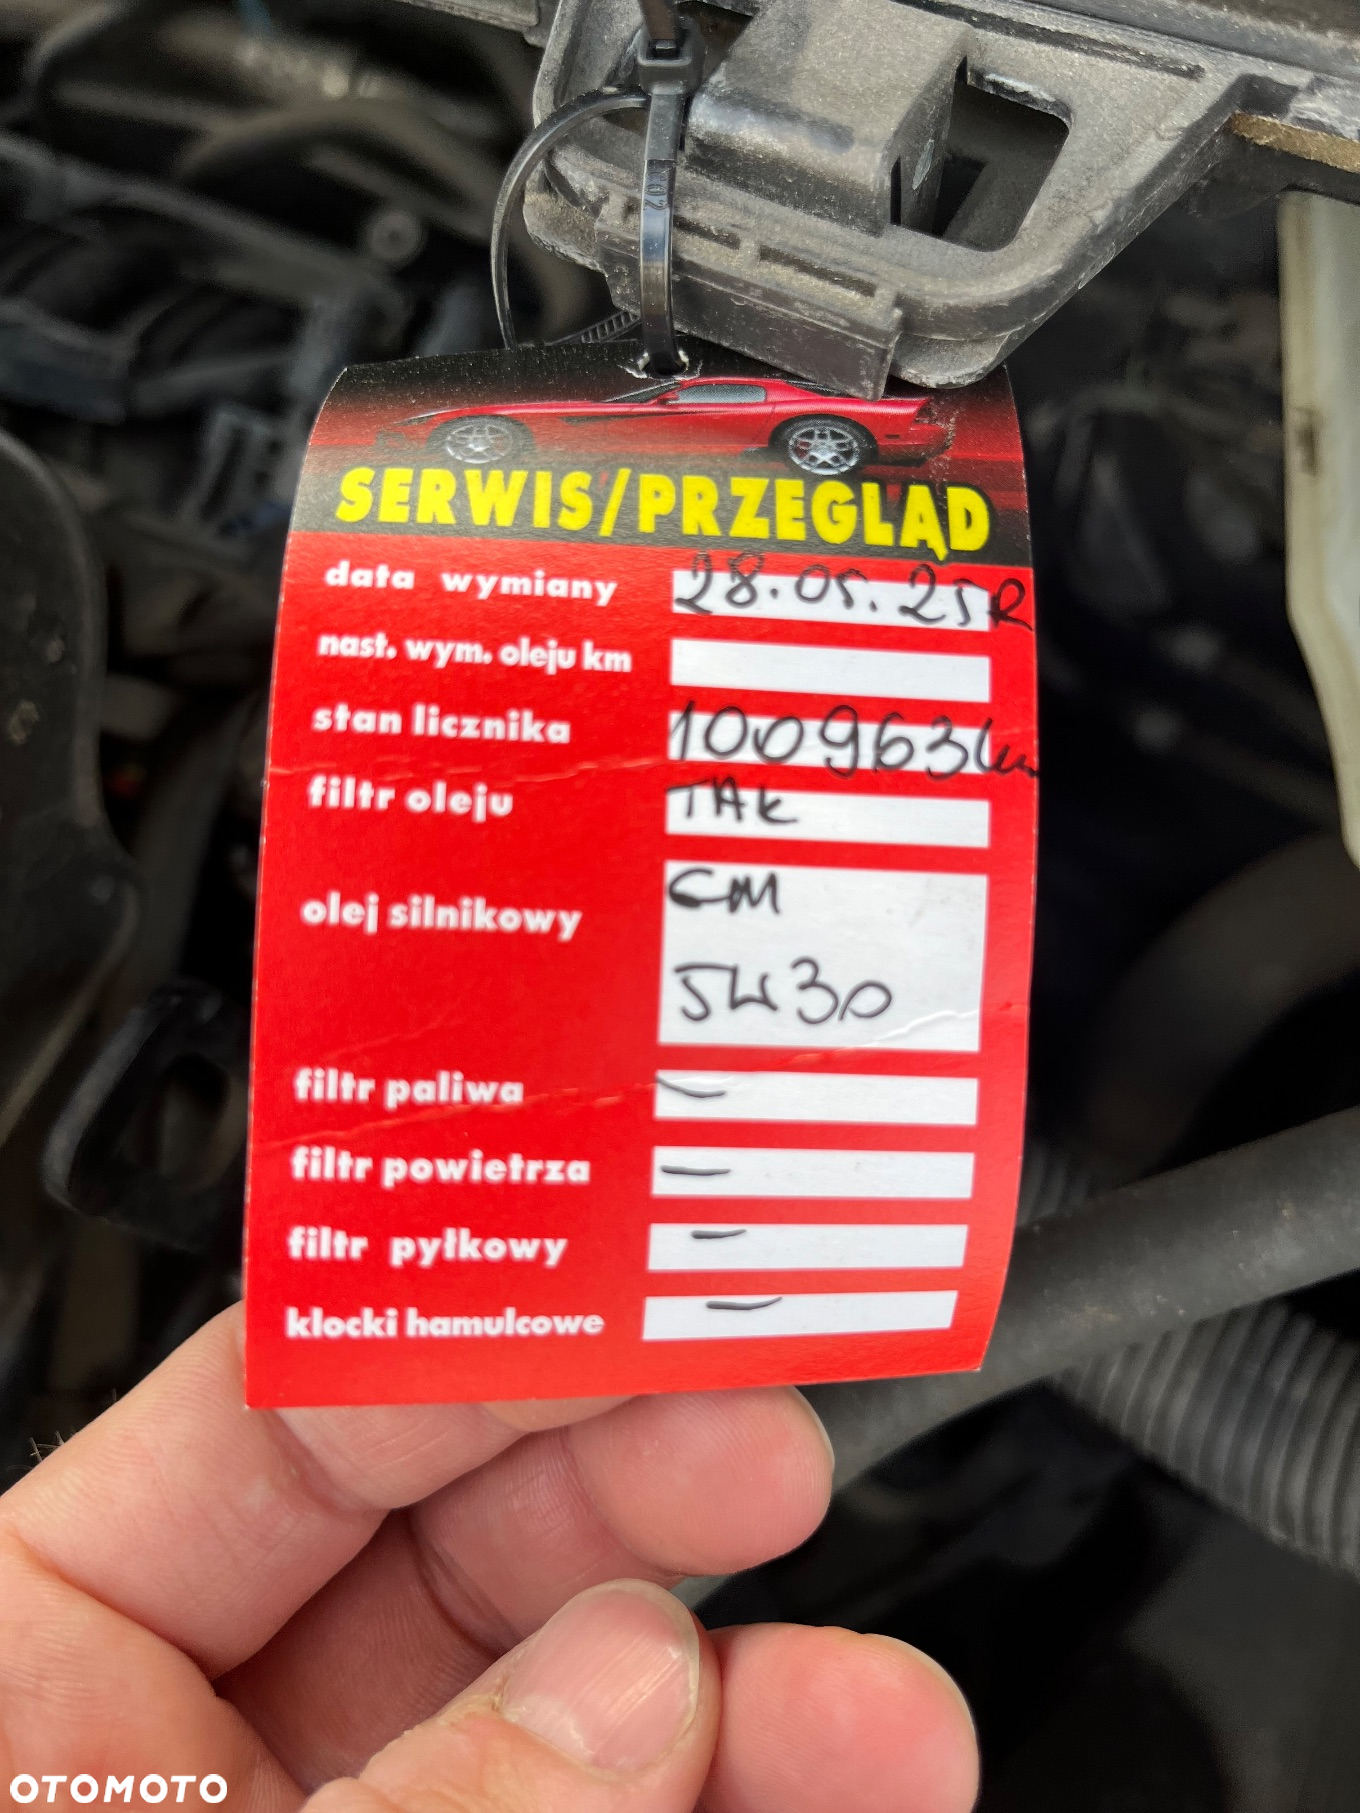 SERWIS/PRZEGLĄD
data wymiany 28.05.25R
nast. wym. oleju km
stan licznika 100963km
filtr oleju TAK
olej silnikowy GM
5W30
filtr paliwa –
filtr powietrza –
filtr pyłkowy –
klocki hamulcowe –
OTOMOTO